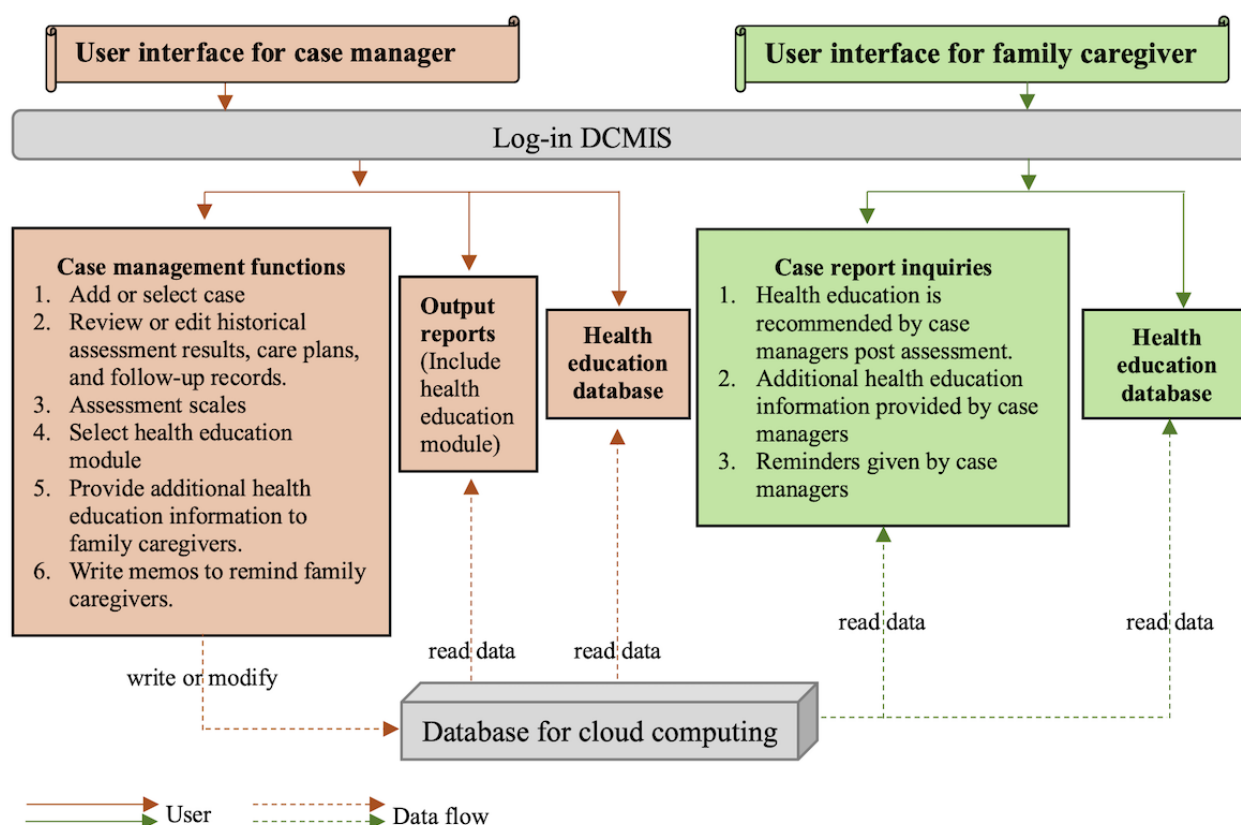 User interface for case manager
User interface for family caregiver
Log-in DCMIS
Case management functions
1. Add or select case
2. Review or edit historical
assessment results, care plans,
and follow-up records.
3. Assessment scales
4. Select health education
module
5. Provide additional health
education information to
family caregivers.
6. Write memos to remind family
caregivers.
Output
reports
(Include
health
education
module)
Health
education
database
Case report inquiries
1. Health education is
recommended by case
managers post assessment.
2. Additional health education
information provided by case
managers
3. Reminders given by case
managers
Health
education
database
write or modify
read data
read data
read data
read data
Database for cloud computing
User
Data flow